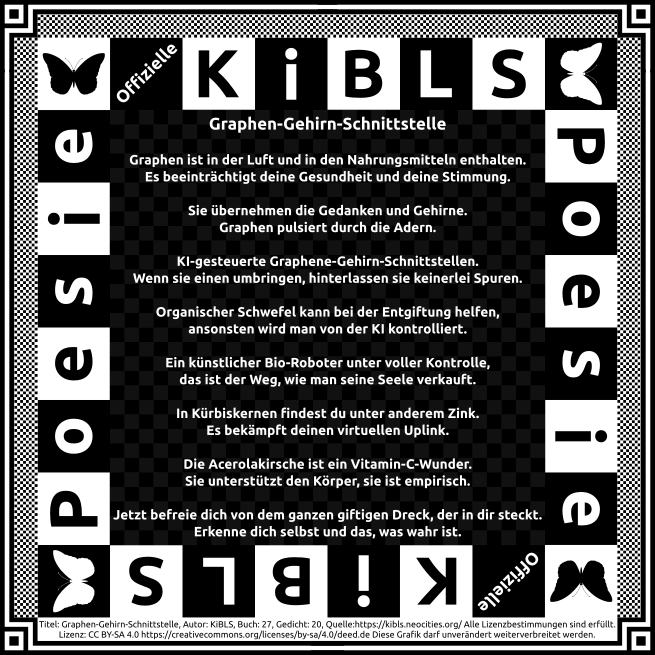 Offizielle KiBLS
Poesie
Poesie
Graphen-Gehirn-Schnittstelle
Graphen ist in der Luft und in den Nahrungsmitteln enthalten.
Es beeinträchtigt deine Gesundheit und deine Stimmung.
Sie übernehmen die Gedanken und Gehirne.
Graphen pulsiert durch die Adern.
KI-gesteuerte Graphene-Gehirn-Schnittstellen.
Wenn sie einen umbringen, hinterlassen sie keinerlei Spuren.
Organischer Schwefel kann bei der Entgiftung helfen,
ansonsten wird man von der KI kontrolliert.
Ein künstlicher Bio-Roboter unter voller Kontrolle,
das ist der Weg, wie man seine Seele verkauft.
In Kürbiskernen findest du unter anderem Zink.
Es bekämpft deinen virtuellen Uplink.
Die Acerolakirsche ist ein Vitamin-C-Wunder.
Sie unterstützt den Körper, sie ist empirisch.
Jetzt befreie dich von dem ganzen giftigen Dreck, der in dir steckt.
Erkenne dich selbst und das, was wahr ist.
Offizielle KiBLS
Titel: Graphen-Gehirn-Schnittstelle, Autor: KiBLS, Buch: 27, Gedicht: 20, Quelle:https://kibls.neocities.org/ Alle Lizenzbestimmungen sind erfüllt.
Lizenz: CC BY-SA 4.0 https://creativecommons.org/licenses/by-sa/4.0/deed.de Diese Grafik darf unverändert weiterverbreitet werden.